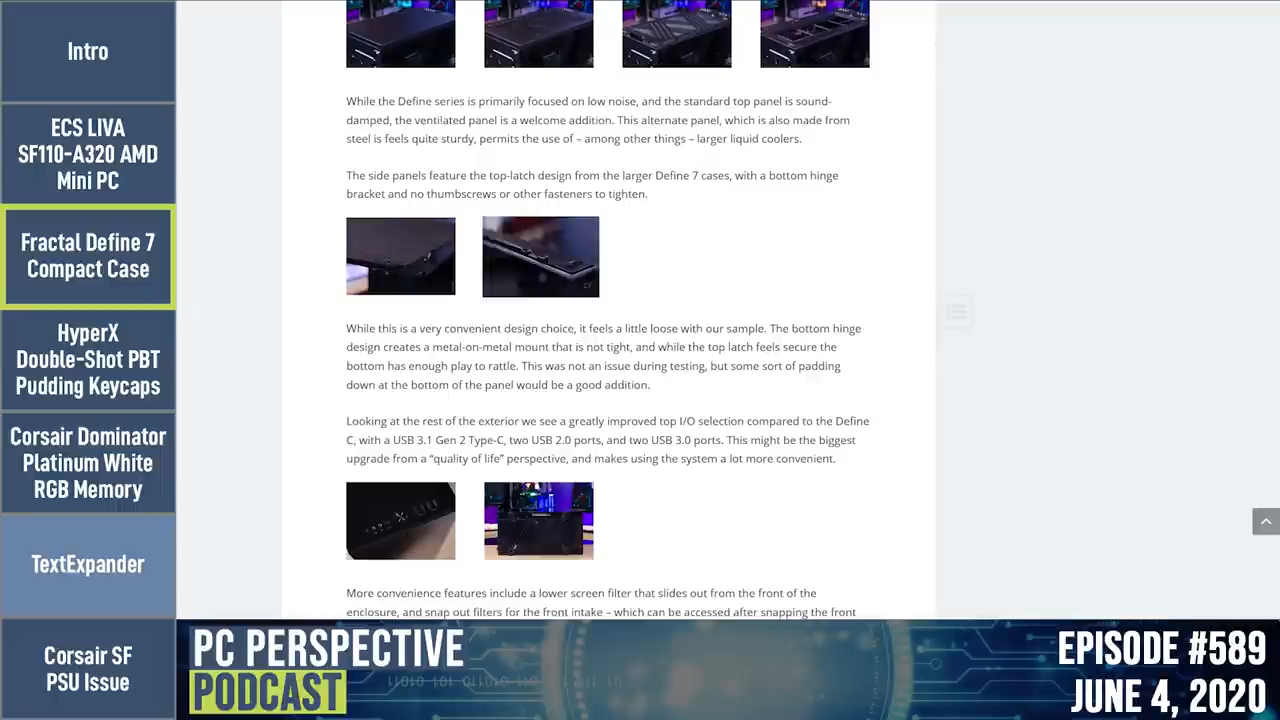 Intro
ECS LIVA
SF110-A320 AMD
Mini PC
Fractal Define 7
Compact Case
HyperX
Double-Shot PBT
Pudding Keycaps
Corsair Dominator
Platinum White
RGB Memory
TextExpander
Corsair SF
PSU Issue
While the Define series is primarily focused on low noise, and the standard top panel is sound-
damped, the ventilated panel is a welcome addition. This alternate panel, which is also made from
steel is feels quite sturdy, permits the use of – among other things – larger liquid coolers.
The side panels feature the top-latch design from the larger Define 7 cases, with a bottom hinge
bracket and no thumbscrews or other fasteners to tighten.
While this is a very convenient design choice, it feels a little loose with our sample. The bottom hinge
design creates a metal-on-metal mount that is not tight, and while the top latch feels secure the
bottom has enough play to rattle. This was not an issue during testing, but some sort of padding
down at the bottom of the panel would be a good addition.
Looking at the rest of the exterior we see a greatly improved top I/O selection compared to the Define
C, with a USB 3.1 Gen 2 Type-C, two USB 2.0 ports, and two USB 3.0 ports. This might be the biggest
upgrade from a “quality of life” perspective, and makes using the system a lot more convenient.
More convenience features include a lower screen filter that slides out from the front of the
enclosure, and snap out filters for the front intake – which can be accessed after snapping the front
PC PERSPECTIVE
PODCAST
EPISODE #589
JUNE 4, 2020